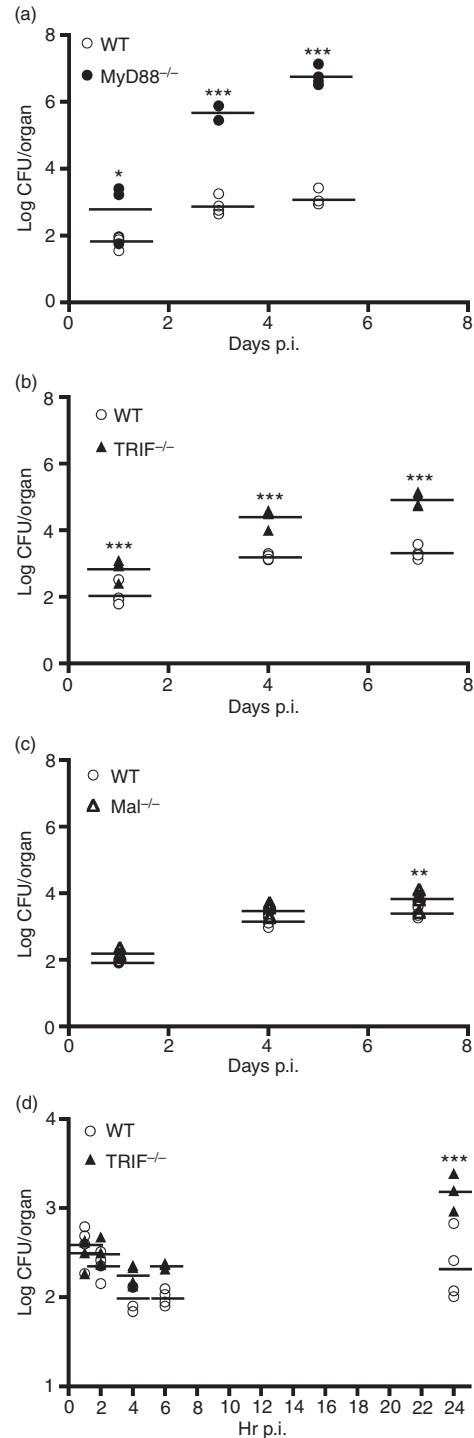 (a)
8
WT
MyD88–/–
***
***
6
Log CFU/organ
4
*
2
0
0 2 4 6 8
Days p.i.
(b)
8
WT
TRIF–/–
6
***
***
Log CFU/organ
4
***
2
0
0 2 4 6 8
Days p.i.
(c)
8
WT
Mal–/–
6
Log CFU/organ
**
4
2
0
0 2 4 6 8
Days p.i.
(d)
4
WT
TRIF–/–
***
Log CFU/organ
3
2
1
0 2 4 6 8 10 12 14 16 18 20 22 24
Hr p.i.